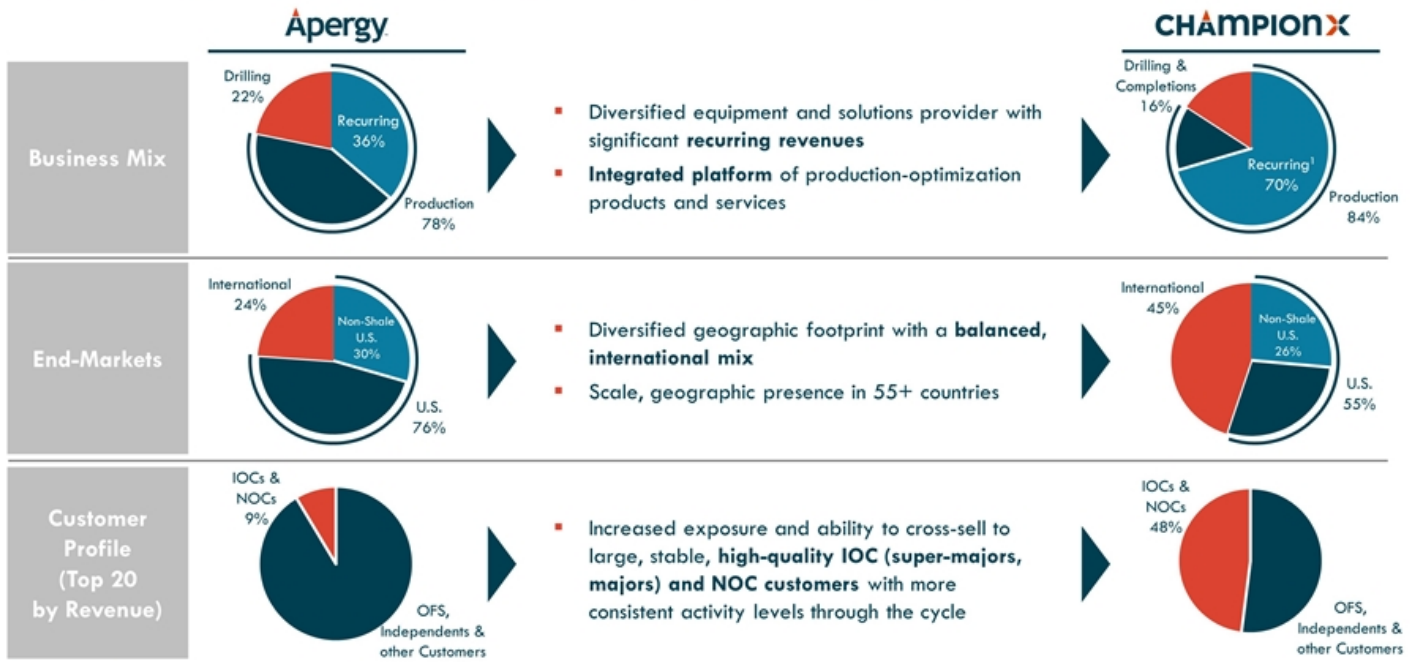 Apergy
CHAMPIONX
Business Mix
Drilling
22%
Recurring
36%
Production
78%
▪ Diversified equipment and solutions provider with
significant recurring revenues
▪ Integrated platform of production-optimization
products and services
Drilling &
Completions
16%
Recurring¹
70%
Production
84%
End-Markets
International
24%
Non-Shale
U.S.
30%
U.S.
76%
▪ Diversified geographic footprint with a balanced,
international mix
▪ Scale, geographic presence in 55+ countries
International
45%
Non-Shale
U.S.
26%
U.S.
55%
Customer
Profile
(Top 20
by Revenue)
IOCs &
NOCs
9%
OFS,
Independents &
other Customers
▪ Increased exposure and ability to cross-sell to
large, stable, high-quality IOC (super-majors,
majors) and NOC customers with more
consistent activity levels through the cycle
IOCs &
NOCs
48%
OFS,
Independents &
other Customers